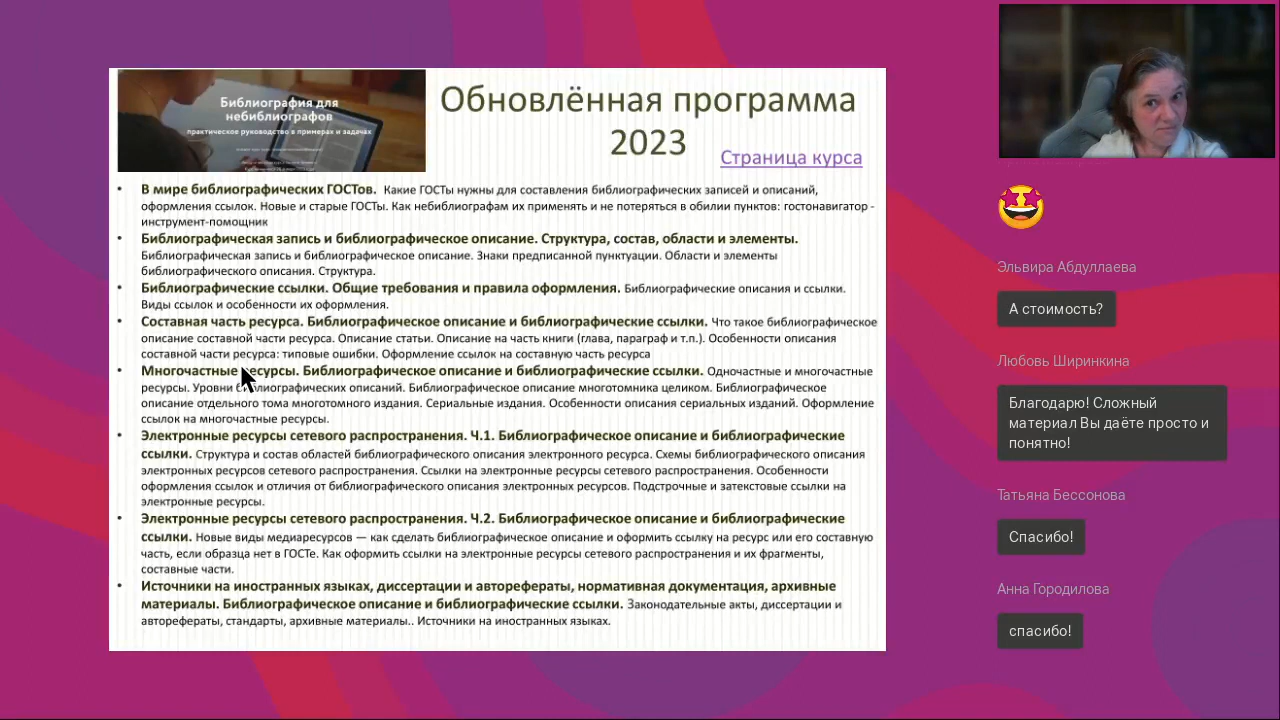 Библиография для
небиблиографов
практическое руководство в примерах и задачах
Обновлённая программа
2023
Страница курса
• В мире библиографических ГОСТов. Какие ГОСТы нужны для составления библиографических записей и описаний,
оформления ссылок. Новые и старые ГОСТы. Как небиблиографам их применять и не потеряться в обилии пунктов: гостонавигатор -
инструмент-помощник
• Библиографическая запись и библиографическое описание. Структура, состав, области и элементы.
Библиографическая запись и библиографическое описание. Знаки предписанной пунктуации. Области и элементы
библиографического описания. Структура.
• Библиографические ссылки. Общие требования и правила оформления. Библиографические описания и ссылки.
Виды ссылок и особенности их оформления.
• Составная часть ресурса. Библиографическое описание и библиографические ссылки. Что такое библиографическое
описание составной части ресурса. Описание статьи. Описание на часть книги (глава, параграф и т.п.). Особенности описания
составной части ресурса: типовые ошибки. Оформление ссылок на составную часть ресурса
• Многочастные ресурсы. Библиографическое описание и библиографические ссылки. Одночастные и многочастные
ресурсы. Уровни библиографических описаний. Библиографическое описание многотомника целиком. Библиографическое
описание отдельного тома многотомного издания. Сериальные издания. Особенности описания сериальных изданий. Оформление
ссылок на многочастные ресурсы.
• Электронные ресурсы сетевого распространения. Ч.1. Библиографическое описание и библиографические
ссылки. Структура и состав областей библиографического описания электронного ресурса. Схемы библиографического описания
электронных ресурсов сетевого распространения. Ссылки на электронные ресурсы сетевого распространения. Особенности
оформления ссылок и отличия от библиографического описания электронных ресурсов. Подстрочные и затекстовые ссылки на
электронные ресурсы.
• Электронные ресурсы сетевого распространения. Ч.2. Библиографическое описание и библиографические
ссылки. Новые виды медиаресурсов — как сделать библиографическое описание и оформить ссылку на ресурс или его составную
часть, если образца нет в ГОСТе. Как оформить ссылки на электронные ресурсы сетевого распространения и их фрагменты,
составные части.
• Источники на иностранных языках, диссертации и авторефераты, нормативная документация, архивные
материалы. Библиографическое описание и библиографические ссылки. Законодательные акты, диссертации и
авторефераты, стандарты, архивные материалы.. Источники на иностранных языках.
Эльвира Абдуллаева
А стоимость?
Любовь Ширинкина
Благодарю! Сложный
материал Вы даёте просто и
понятно!
Татьяна Бессонова
Спасибо!
Анна Городилова
спасибо!